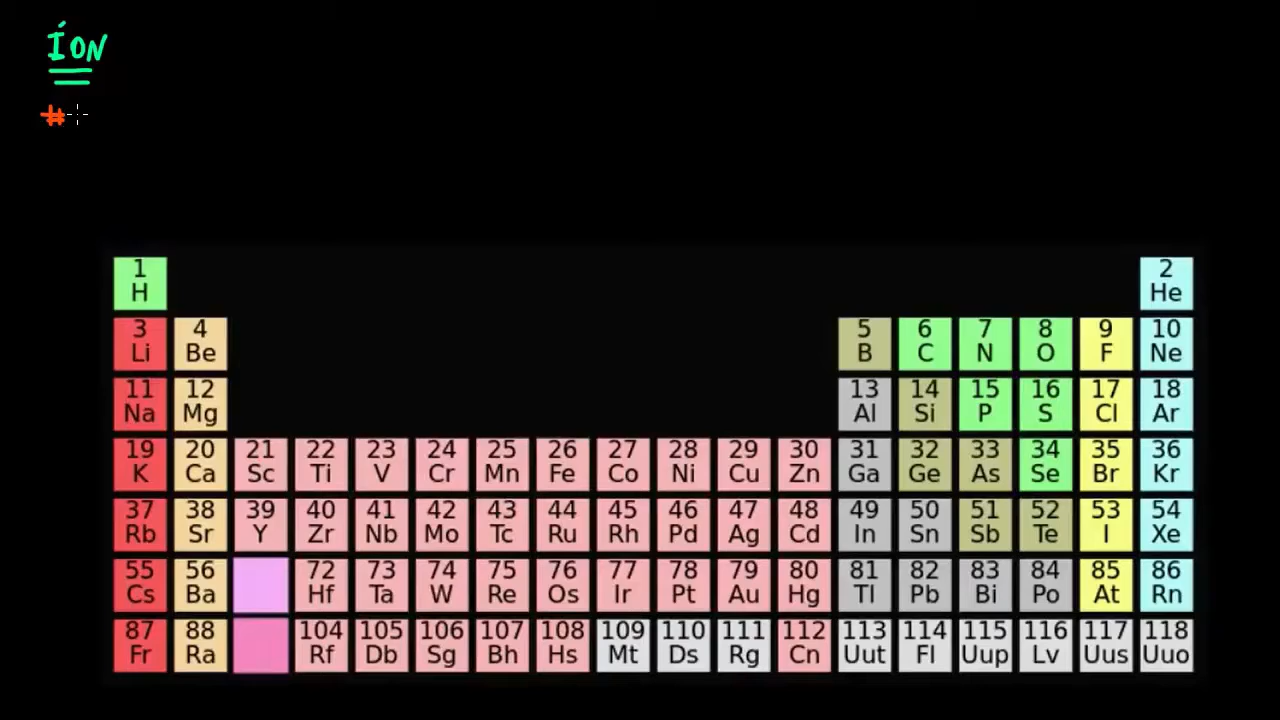 ION
#
1 2
H He
3 4 5 6 7 8 9 10
Li Be B C N O F Ne
11 12 13 14 15 16 17 18
Na Mg Al Si P S Cl Ar
19 20 21 22 23 24 25 26 27 28 29 30 31 32 33 34 35 36
K Ca Sc Ti V Cr Mn Fe Co Ni Cu Zn Ga Ge As Se Br Kr
37 38 39 40 41 42 43 44 45 46 47 48 49 50 51 52 53 54
Rb Sr Y Zr Nb Mo Tc Ru Rh Pd Ag Cd In Sn Sb Te I Xe
55 56 72 73 74 75 76 77 78 79 80 81 82 83 84 85 86
Cs Ba Hf Ta W Re Os Ir Pt Au Hg Tl Pb Bi Po At Rn
87 88 104 105 106 107 108 109 110 111 112 113 114 115 116 117 118
Fr Ra Rf Db Sg Bh Hs Mt Ds Rg Cn Uut Fl Uup Lv Uus Uuo